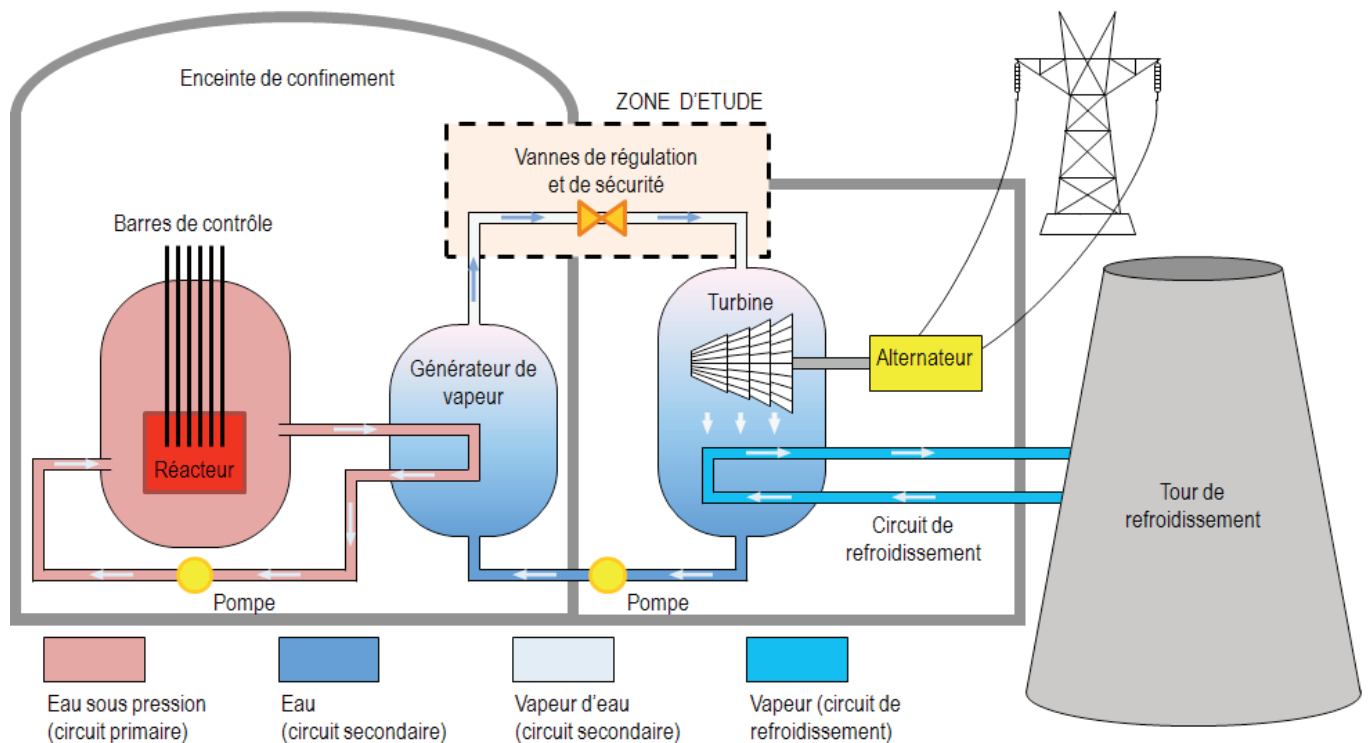 Enceinte de confinement
ZONE D'ETUDE
Vannes de régulation
et de sécurité
Barres de contrôle
Réacteur
Générateur de
vapeur
Turbine
Alternateur
Tour de
refroidissement
Circuit de
refroidissement
Pompe
Pompe
Eau sous pression
(circuit primaire)
Eau
(circuit secondaire)
Vapeur d'eau
(circuit secondaire)
Vapeur (circuit de
refroidissement)